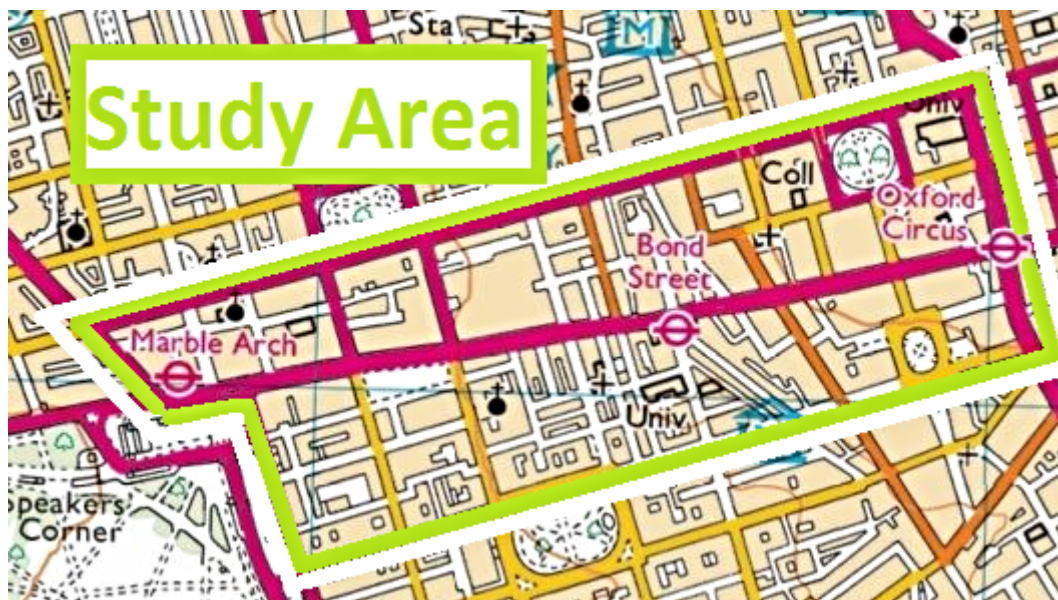 Sta
M
Study Area
Univ
Coll
Oxford
Circus
Bond
Street
Marble Arch
Univ
Speakers'
Corner